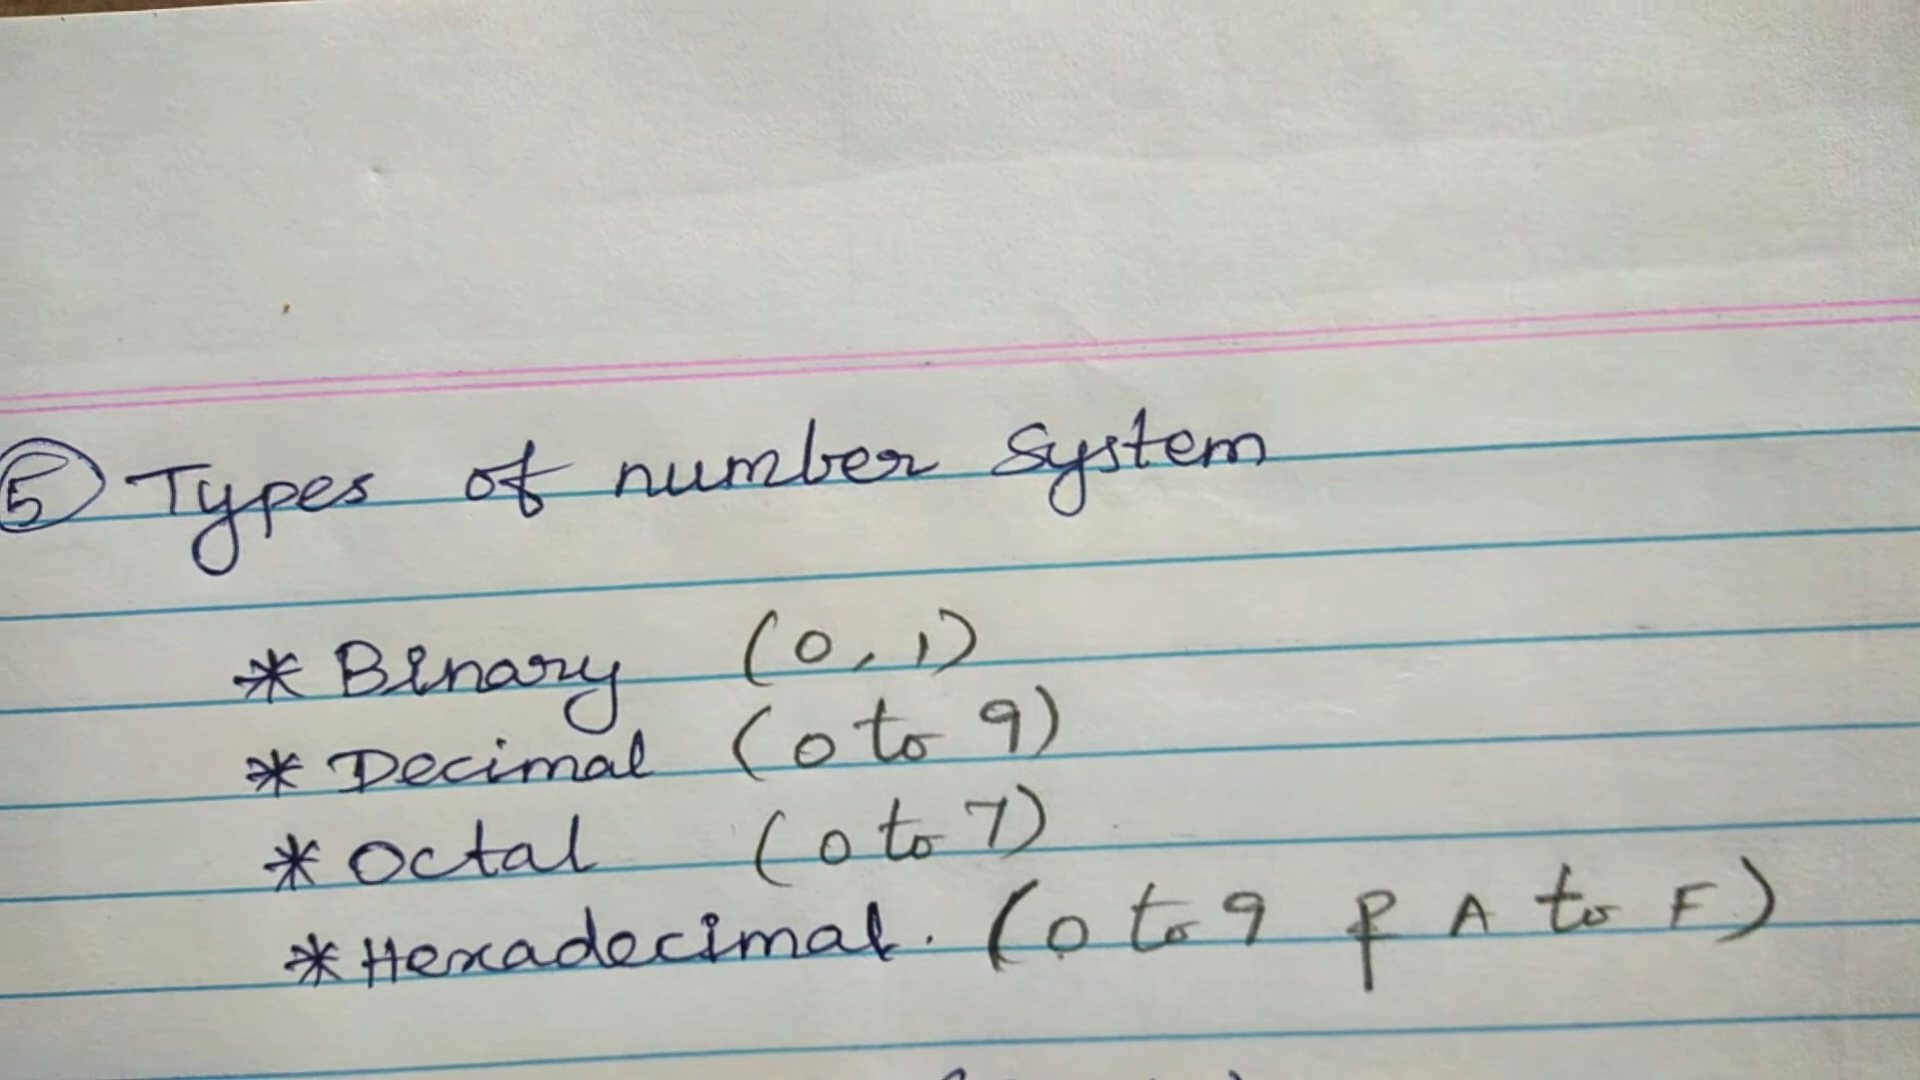 5 Types of number System
* Binary (0, 1)
* Decimal (0 to 9)
* Octal (0 to 7)
* Hexadecimal. (0 to 9 & A to F)